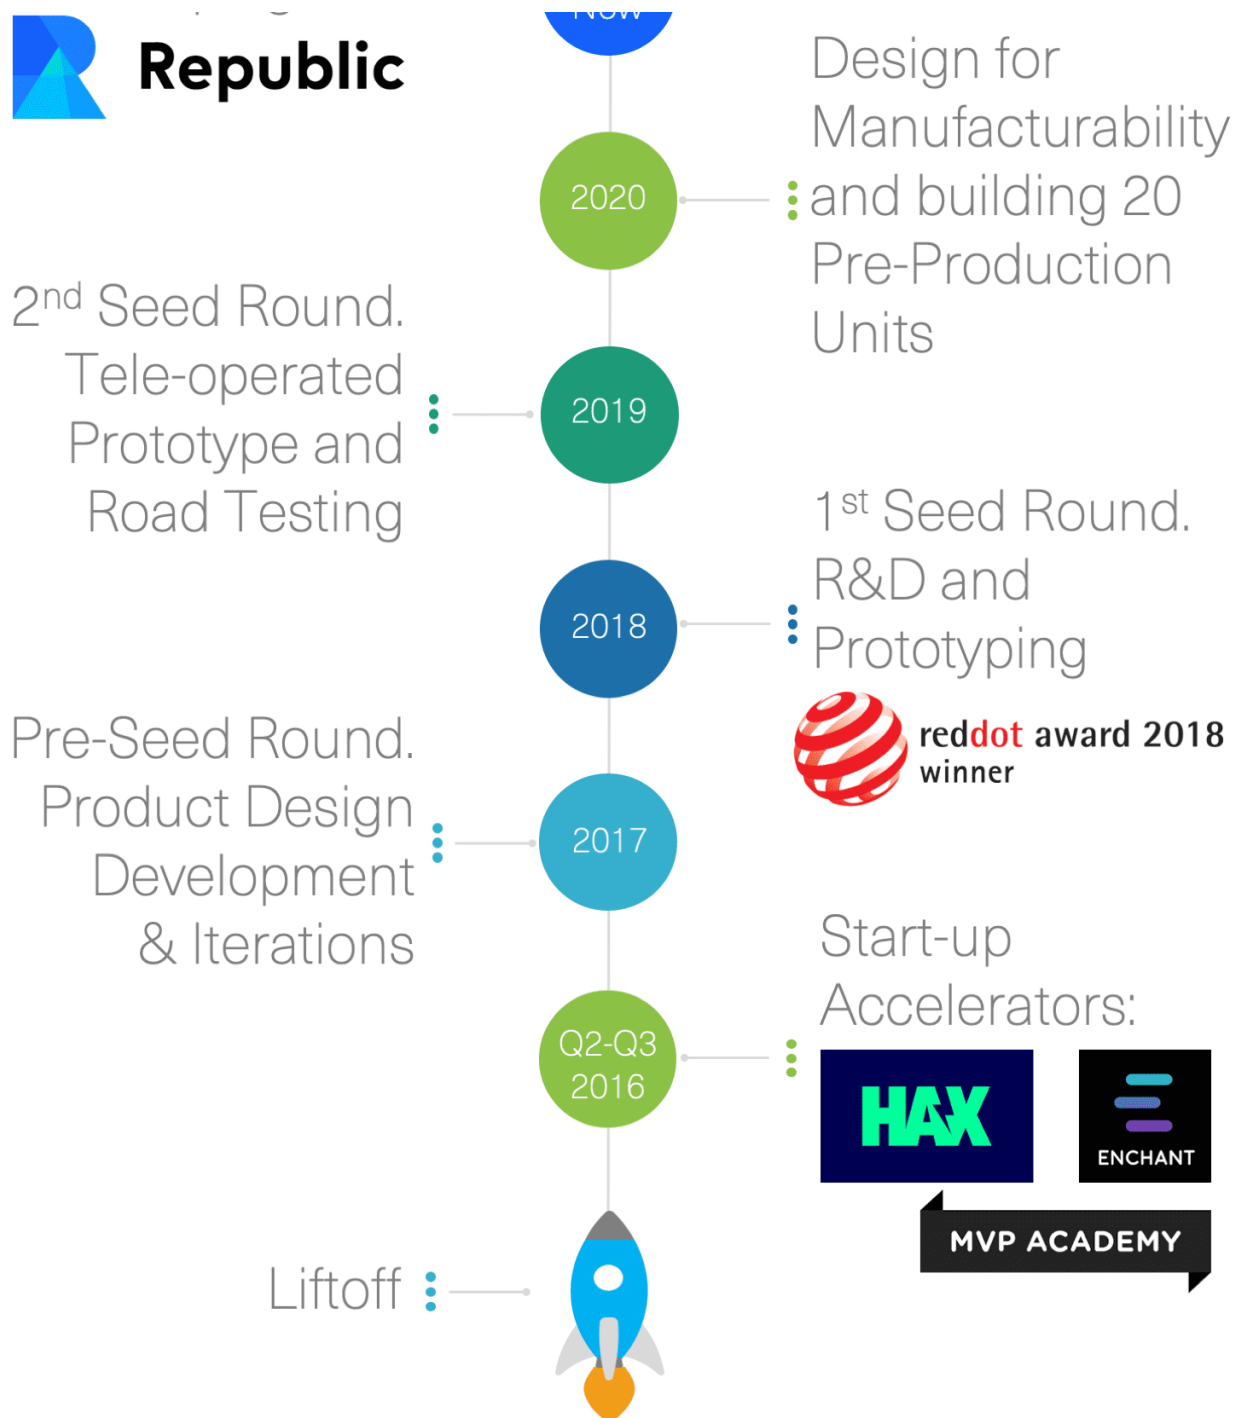 Now
Republic
2020
Design for
Manufacturability
and building 20
Pre-Production
Units
2nd Seed Round.
Tele-operated
Prototype and
Road Testing
2019
1st Seed Round.
R&D and
Prototyping
2018
reddot award 2018
winner
Pre-Seed Round.
Product Design
Development
& Iterations
2017
Start-up
Accelerators:
Q2-Q3
2016
HAX
ENCHANT
MVP ACADEMY
Liftoff